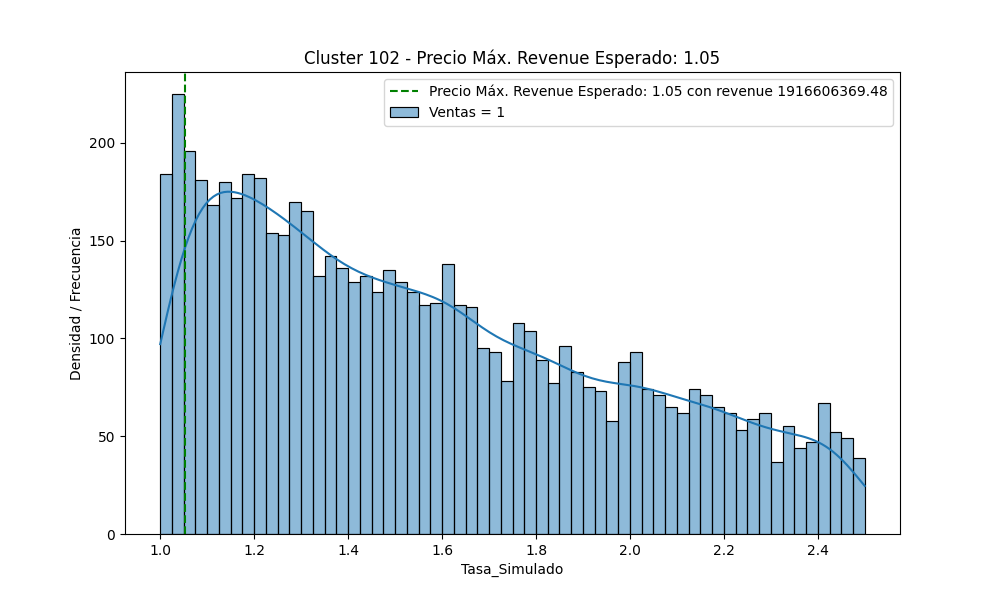 Cluster 102 - Precio Máx. Revenue Esperado: 1.05
Precio Máx. Revenue Esperado: 1.05 con revenue 1916606369.48
Ventas = 1
Densidad / Frecuencia
200
150
100
50
0
1.0 1.2 1.4 1.6 1.8 2.0 2.2 2.4
Tasa_Simulado